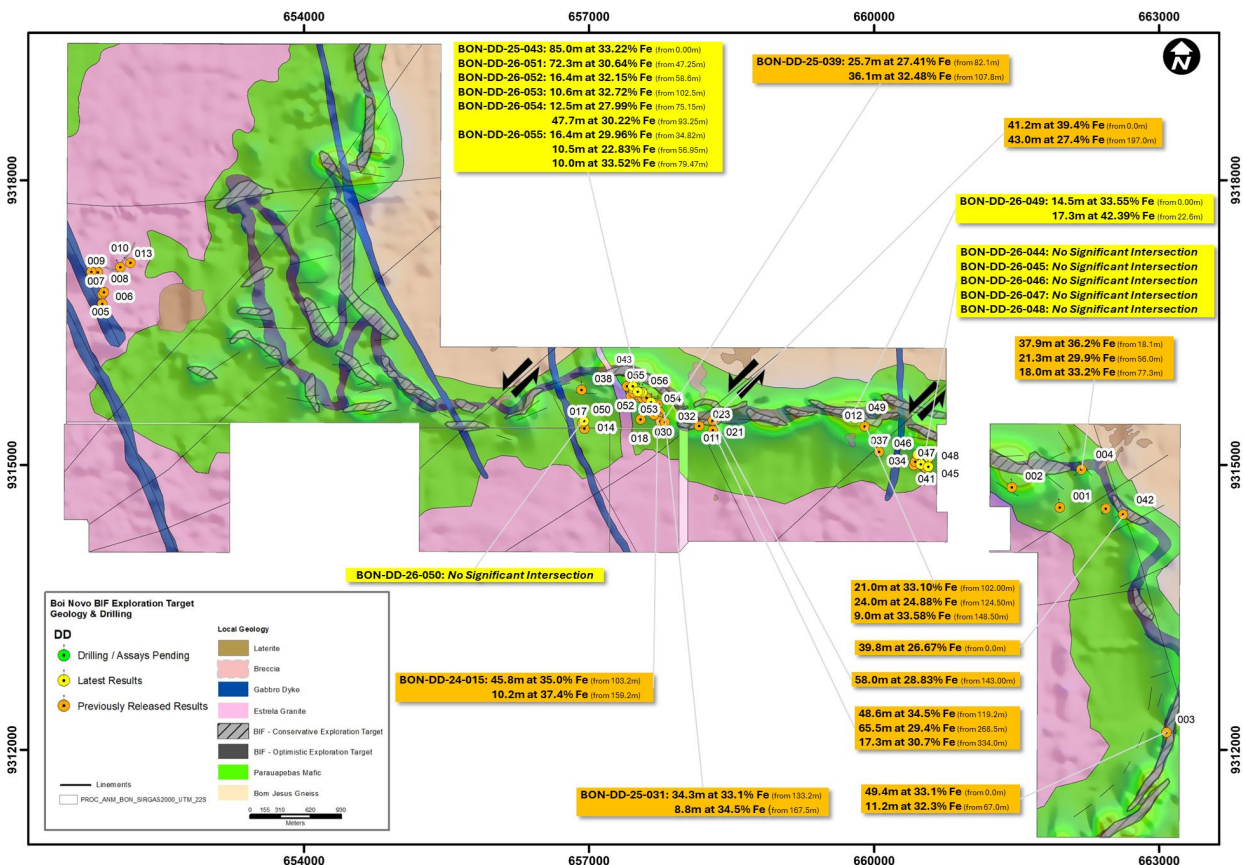 654000
657000
660000
663000
BON-DD-25-043: 85.0m at 33.22% Fe (from 0.00m)
BON-DD-26-051: 72.3m at 30.64% Fe (from 47.25m)
BON-DD-26-052: 16.4m at 32.15% Fe (from 58.6m)
BON-DD-26-053: 10.6m at 32.72% Fe (from 102.5m)
BON-DD-26-054: 12.5m at 27.99% Fe (from 75.15m)
47.7m at 30.22% Fe (from 93.25m)
BON-DD-26-055: 16.4m at 29.96% Fe (from 34.82m)
10.5m at 22.83% Fe (from 56.95m)
10.0m at 33.52% Fe (from 79.47m)
BON-DD-25-039: 25.7m at 27.41% Fe (from 82.1m)
36.1m at 32.48% Fe (from 107.8m)
N
41.2m at 39.4% Fe (from 0.0m)
43.0m at 27.4% Fe (from 197.0m)
9318000
9318000
BON-DD-26-049: 14.5m at 33.55% Fe (from 0.00m)
17.3m at 42.39% Fe (from 22.6m)
BON-DD-26-044: No Significant Intersection
BON-DD-26-045: No Significant Intersection
BON-DD-26-046: No Significant Intersection
BON-DD-26-047: No Significant Intersection
BON-DD-26-048: No Significant Intersection
010
013
009
008
007
006
005
37.9m at 36.2% Fe (from 18.1m)
21.3m at 29.9% Fe (from 56.0m)
18.0m at 33.2% Fe (from 77.3m)
043
038
055
056
054
052
053
017
050
014
018
030
032
023
011
021
012
049
037
046
034
047
048
041
045
9315000
9315000
004
002
001
042
003
BON-DD-26-050: No Significant Intersection
21.0m at 33.10% Fe (from 102.00m)
24.0m at 24.88% Fe (from 124.50m)
9.0m at 33.58% Fe (from 148.50m)
39.8m at 26.67% Fe (from 0.0m)
58.0m at 28.83% Fe (from 143.00m)
BON-DD-24-015: 45.8m at 35.0% Fe (from 103.2m)
10.2m at 37.4% Fe (from 159.2m)
48.6m at 34.5% Fe (from 119.2m)
65.5m at 29.4% Fe (from 268.5m)
17.3m at 30.7% Fe (from 334.0m)
9312000
9312000
BON-DD-25-031: 34.3m at 33.1% Fe (from 133.2m)
8.8m at 34.5% Fe (from 167.5m)
49.4m at 33.1% Fe (from 0.0m)
11.2m at 32.3% Fe (from 67.0m)
Boi Novo BIF Exploration Target
Geology & Drilling
DD
Drilling / Assays Pending
Latest Results
Previously Released Results
Linements
PROC_ANM_BON_SIRGAS2000_UTM_22S
Local Geology
Laterite
Breccia
Gabbro Dyke
Estrela Granite
BIF - Conservative Exploration Target
BIF - Optimistic Exploration Target
Parauapebas Mafic
Bom Jesus Gneiss
0 155 310 620 930
Meters
654000
657000
660000
663000